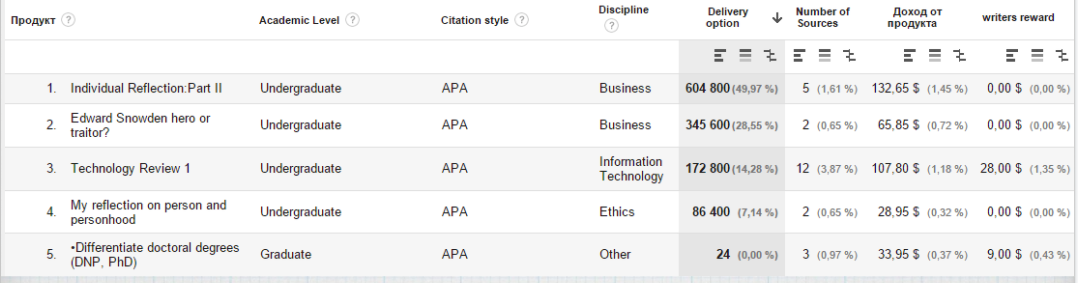 Продукт ? Academic Level ? Citation style ? Discipline ? Delivery option Number of Sources Доход от продукта writers reward
1. Individual Reflection:Part II Undergraduate APA Business 604 800 (49,97 %) 5 (1,61 %) 132,65 $ (1,45 %) 0,00 $ (0,00 %)
2. Edward Snowden hero or traitor? Undergraduate APA Business 345 600 (28,55 %) 2 (0,65 %) 65,85 $ (0,72 %) 0,00 $ (0,00 %)
3. Technology Review 1 Undergraduate APA Information Technology 172 800 (14,28 %) 12 (3,87 %) 107,80 $ (1,18 %) 28,00 $ (1,35 %)
4. My reflection on person and personhood Undergraduate APA Ethics 86 400 (7,14 %) 2 (0,65 %) 28,95 $ (0,32 %) 0,00 $ (0,00 %)
5. •Differentiate doctoral degrees (DNP, PhD) Graduate APA Other 24 (0,00 %) 3 (0,97 %) 33,95 $ (0,37 %) 9,00 $ (0,43 %)